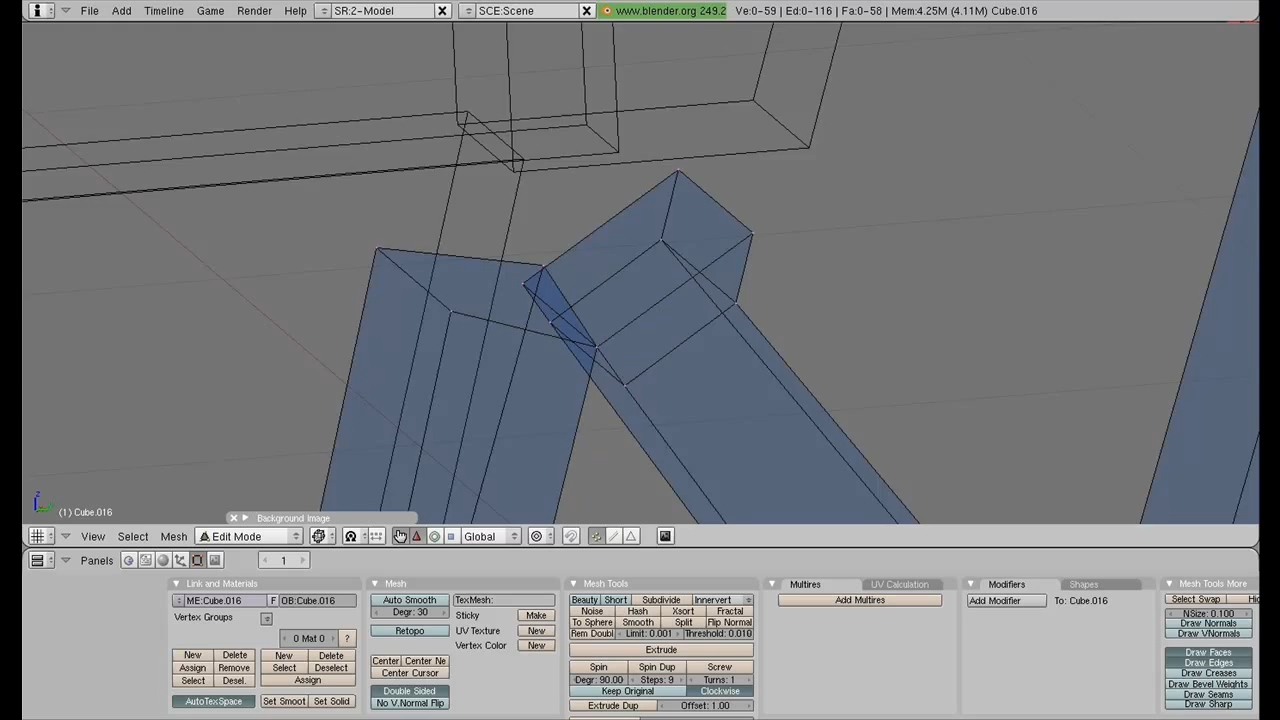 File Add Timeline Game Render Help SR:2-Model SCE:Scene www.blender.org 249.2 Ve:0-59 | Ed:0-116 | Fa:0-58 | Mem:4.25M (4.11M) Cube.016
(1) Cube.016
Background Image
View Select Mesh Edit Mode Global
Panels 1
Link and Materials
ME:Cube.016 F OB:Cube.016
Vertex Groups
0 Mat 0 ?
New Delete New Delete
Assign Remove Select Deselect
Select Desel. Assign
AutoTexSpace Set Smoot Set Solid
Mesh
Auto Smooth TexMesh:
Degr: 30 Sticky Make
Retopo UV Texture New
Vertex Color New
Center Center Ne
Center Cursor
Double Sided
No V.Normal Flip
Mesh Tools
Beauty Short Subdivide Innervert
Noise Hash Xsort Fractal
To Sphere Smooth Split Flip Normal
Rem Doubl Limit: 0.001 Threshold: 0.010
Extrude
Spin Spin Dup Screw
Degr: 90.00 Steps: 9 Turns: 1
Keep Original Clockwise
Extrude Dup Offset: 1.00
Multires UV Calculation
Add Multires
Modifiers Shapes
Add Modifier To: Cube.016
Mesh Tools More
Select Swap Hid
NSize: 0.100
Draw Normals
Draw VNormals
Draw Faces
Draw Edges
Draw Creases
Draw Bevel Weights
Draw Seams
Draw Sharp